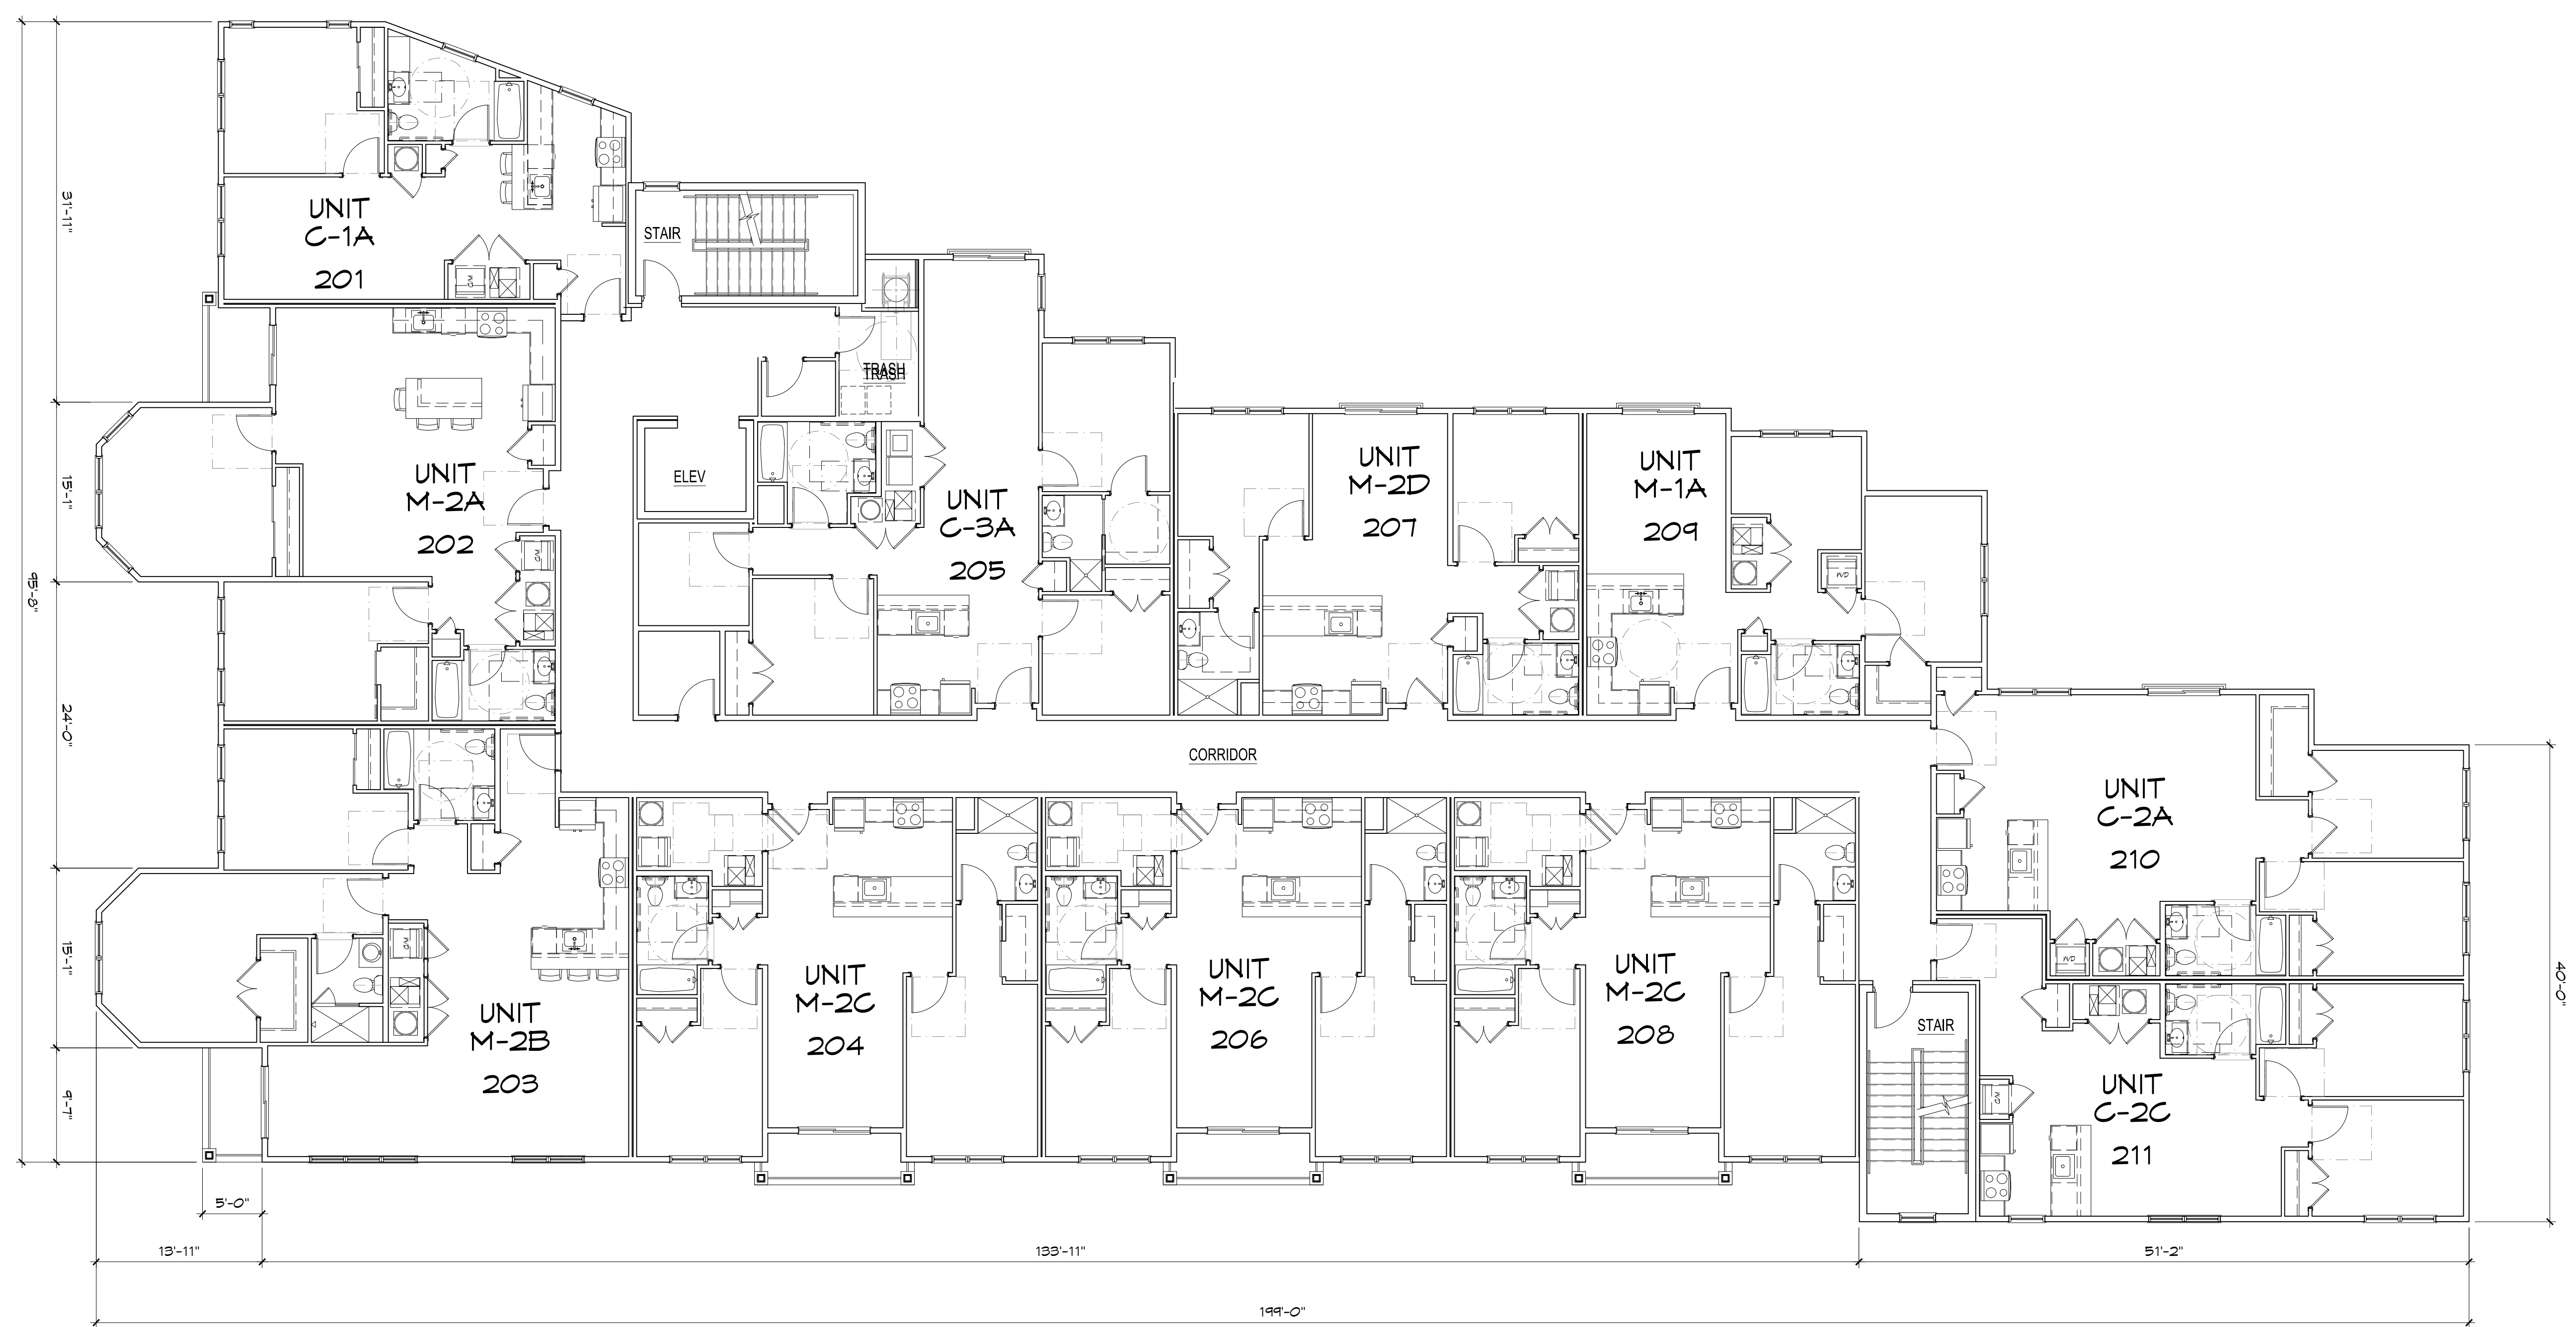 UNIT
C-1A
201
STAIR
31'-11"
TRASH
TRASH
UNIT
M-2A
202
W/D
W/D
ELEV
UNIT
C-3A
205
UNIT
M-2D
207
UNIT
M-1A
209
W/D
15'-1"
95'-8"
24'-0"
CORRIDOR
UNIT
C-2A
210
W/D
UNIT
M-2B
203
W/D
UNIT
M-2C
204
UNIT
M-2C
206
UNIT
M-2C
208
STAIR
UNIT
C-2C
211
W/D
15'-1"
9'-7"
40'-0"
5'-0"
13'-11"
133'-11"
51'-2"
199'-0"